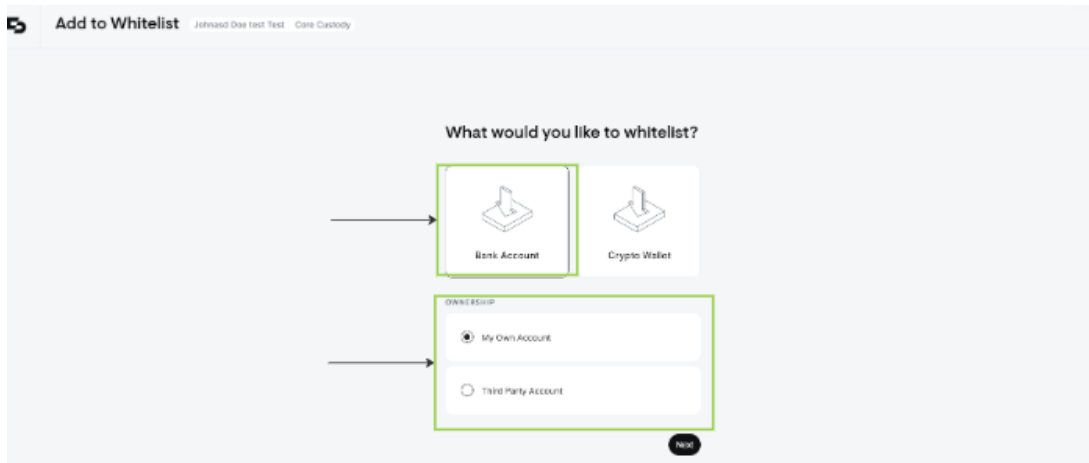 Add to Whitelist Johnasd Doe test Test Core Custody
What would you like to whitelist?
Bank Account Crypto Wallet
OWNERSHIP
My Own Account
Third Party Account
Next